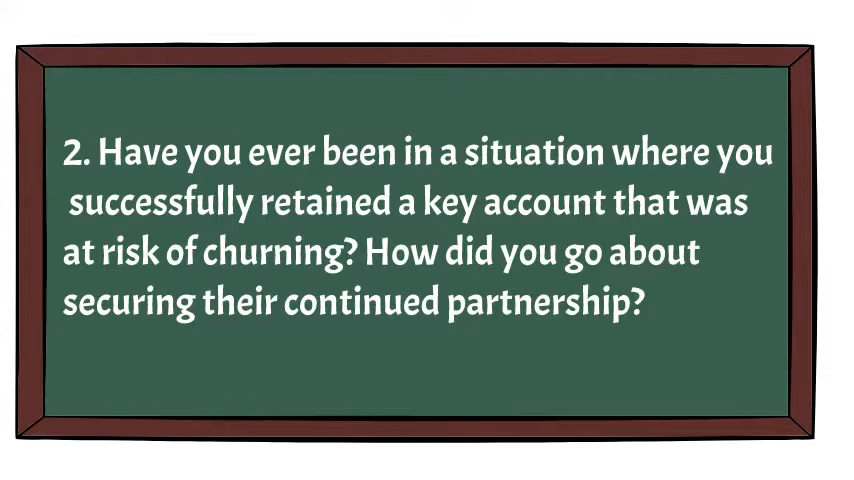 2. Have you ever been in a situation where you
successfully retained a key account that was
at risk of churning? How did you go about
securing their continued partnership?